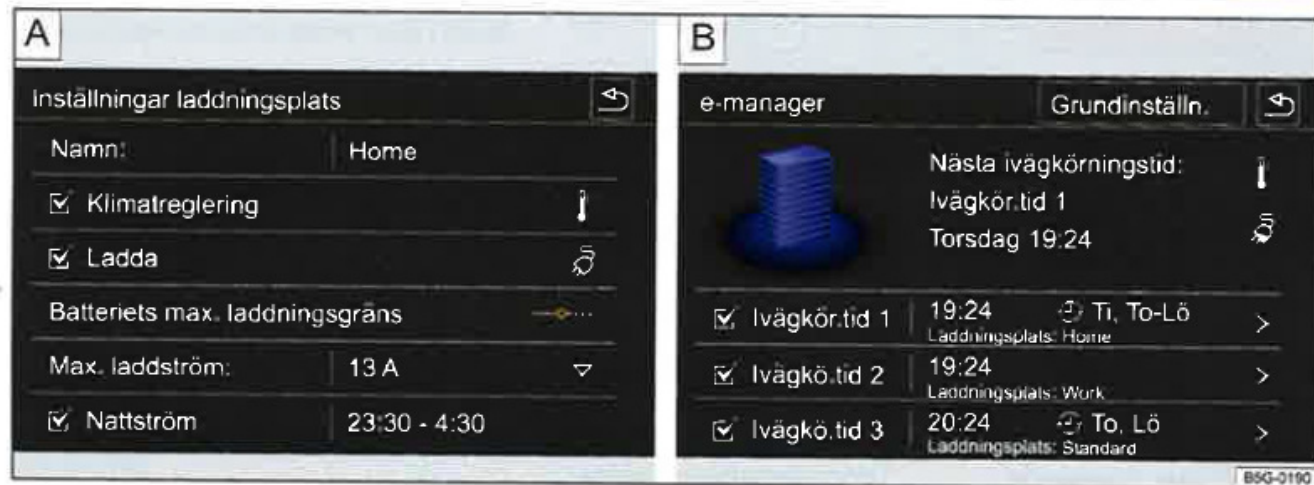 A
Inställningar laddningsplats
Namn: Home
Klimatreglering
Ladda
Batteriets max. laddningsgräns
Max. laddström: 13 A
Nattström 23:30 - 4:30
B
e-manager Grundinställn.
Nästa ivägkörningstid:
Ivägkör.tid 1
Torsdag 19:24
Ivägkör.tid 1 19:24 Ti, To-Lö
Laddningsplats: Home
Ivägkö.tid 2 19:24
Laddningsplats: Work
Ivägkö.tid 3 20:24 To, Lö
Laddningsplats: Standard
B5G-0190